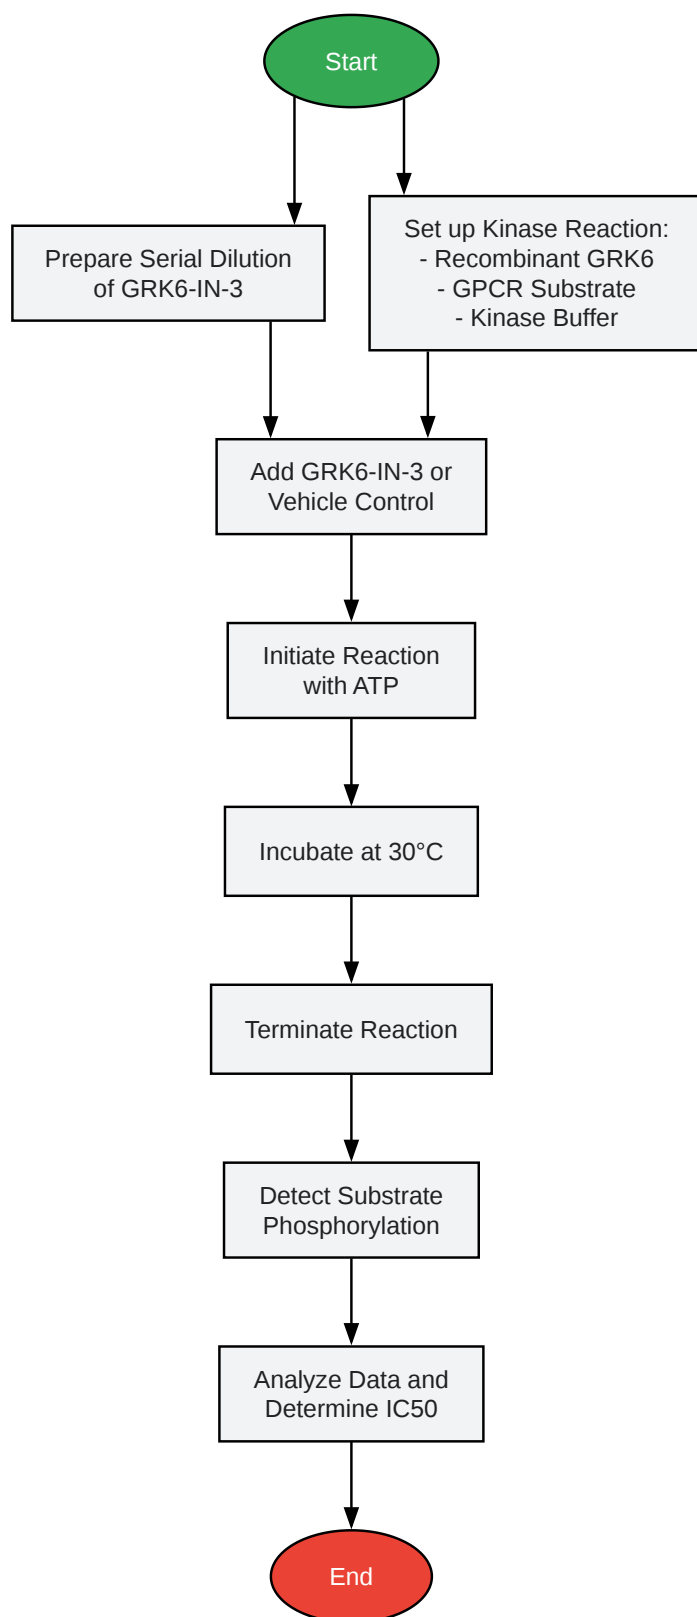 Start
Prepare Serial Dilution
of GRK6-IN-3
Set up Kinase Reaction:
- Recombinant GRK6
- GPCR Substrate
- Kinase Buffer
Add GRK6-IN-3 or
Vehicle Control
Initiate Reaction
with ATP
Incubate at 30°C
Terminate Reaction
Detect Substrate
Phosphorylation
Analyze Data and
Determine IC50
End